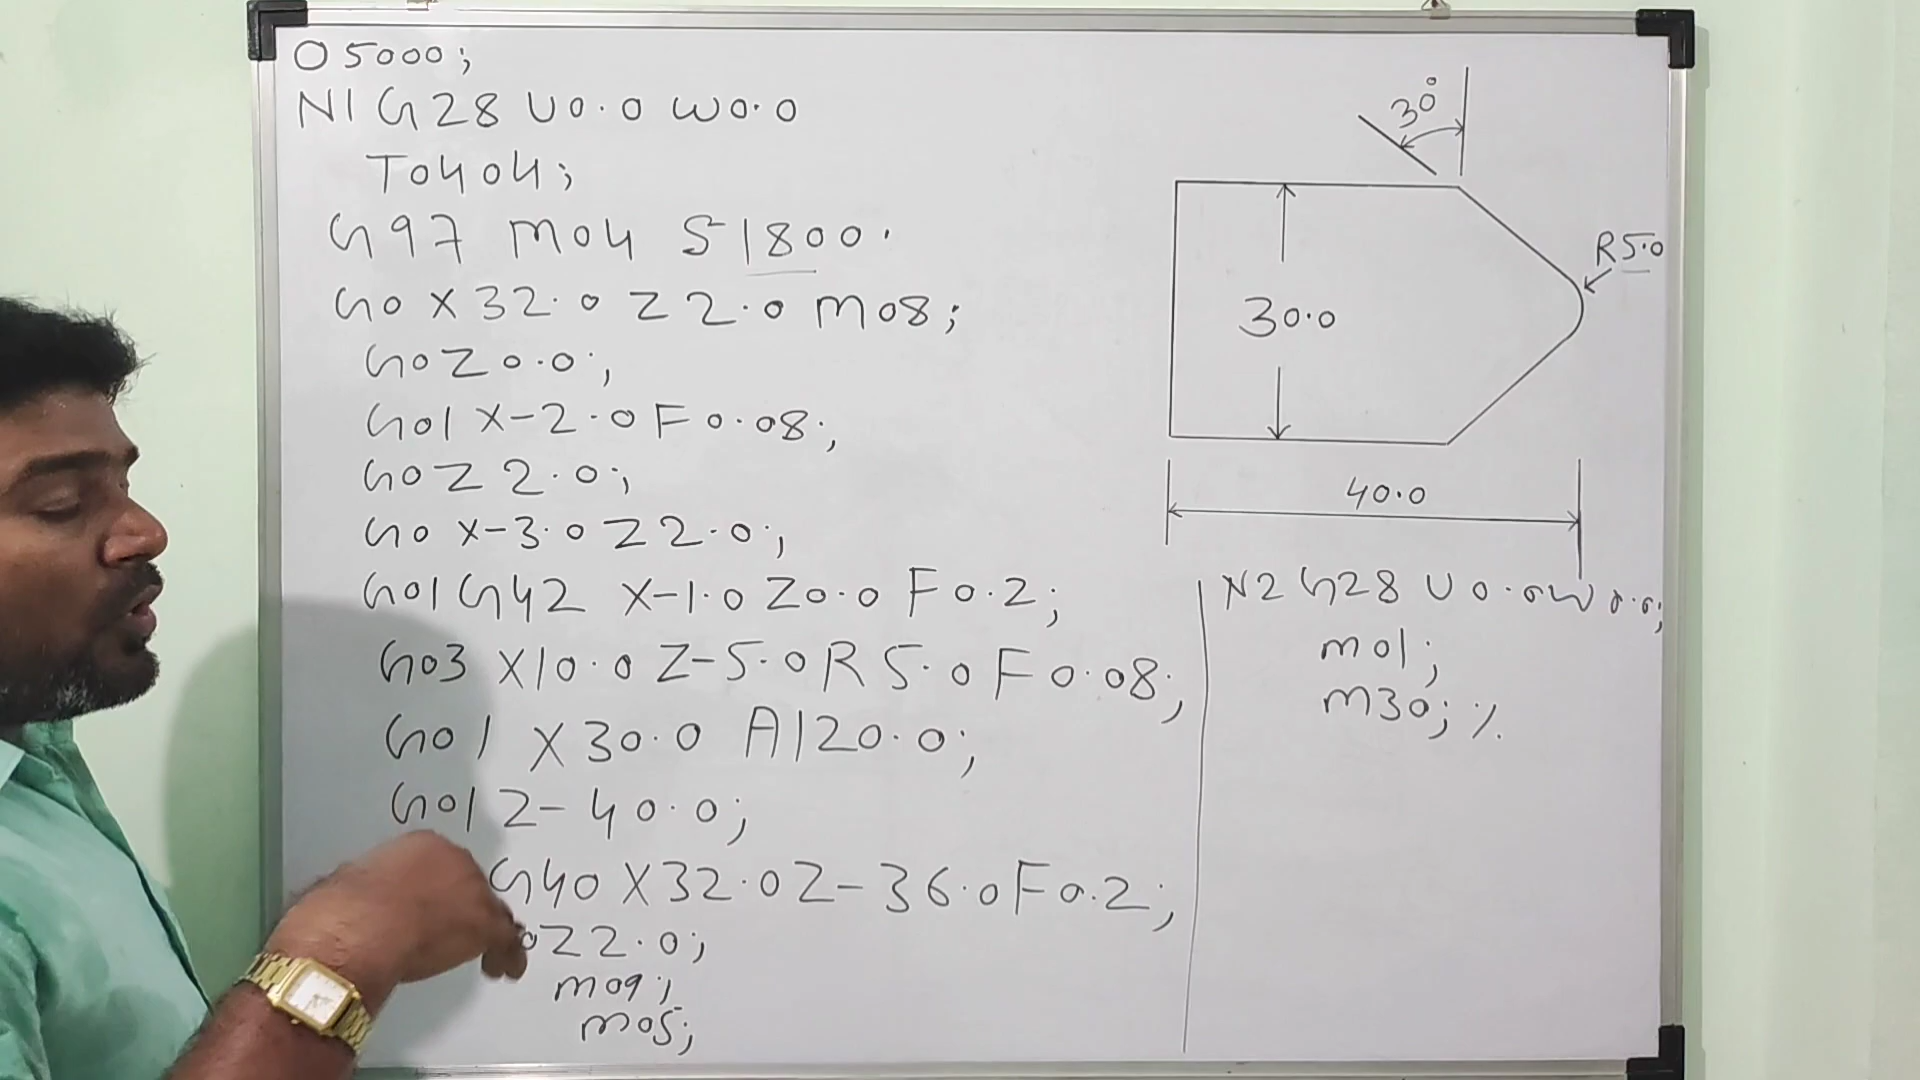 O5000;
N1 G28 U0.0 W0.0
T0404;
G97 M04 S1800.
G0 X32.0 Z2.0 M08;
G0 Z0.0;
G01 X-2.0 F0.08;
G0 Z2.0;
G0 X-3.0 Z2.0;
G01 G42 X-1.0 Z0.0 F0.2;
G03 X10.0 Z-5.0 R5.0 F0.08;
G01 X30.0 A120.0;
G01 Z-40.0;
G40 X32.0 Z-36.0 F0.2;
0 Z2.0;
M09;
M05;
30°
R5.0
30.0
40.0
N2 G28 U0.0 W0.0;
M01;
M30; %